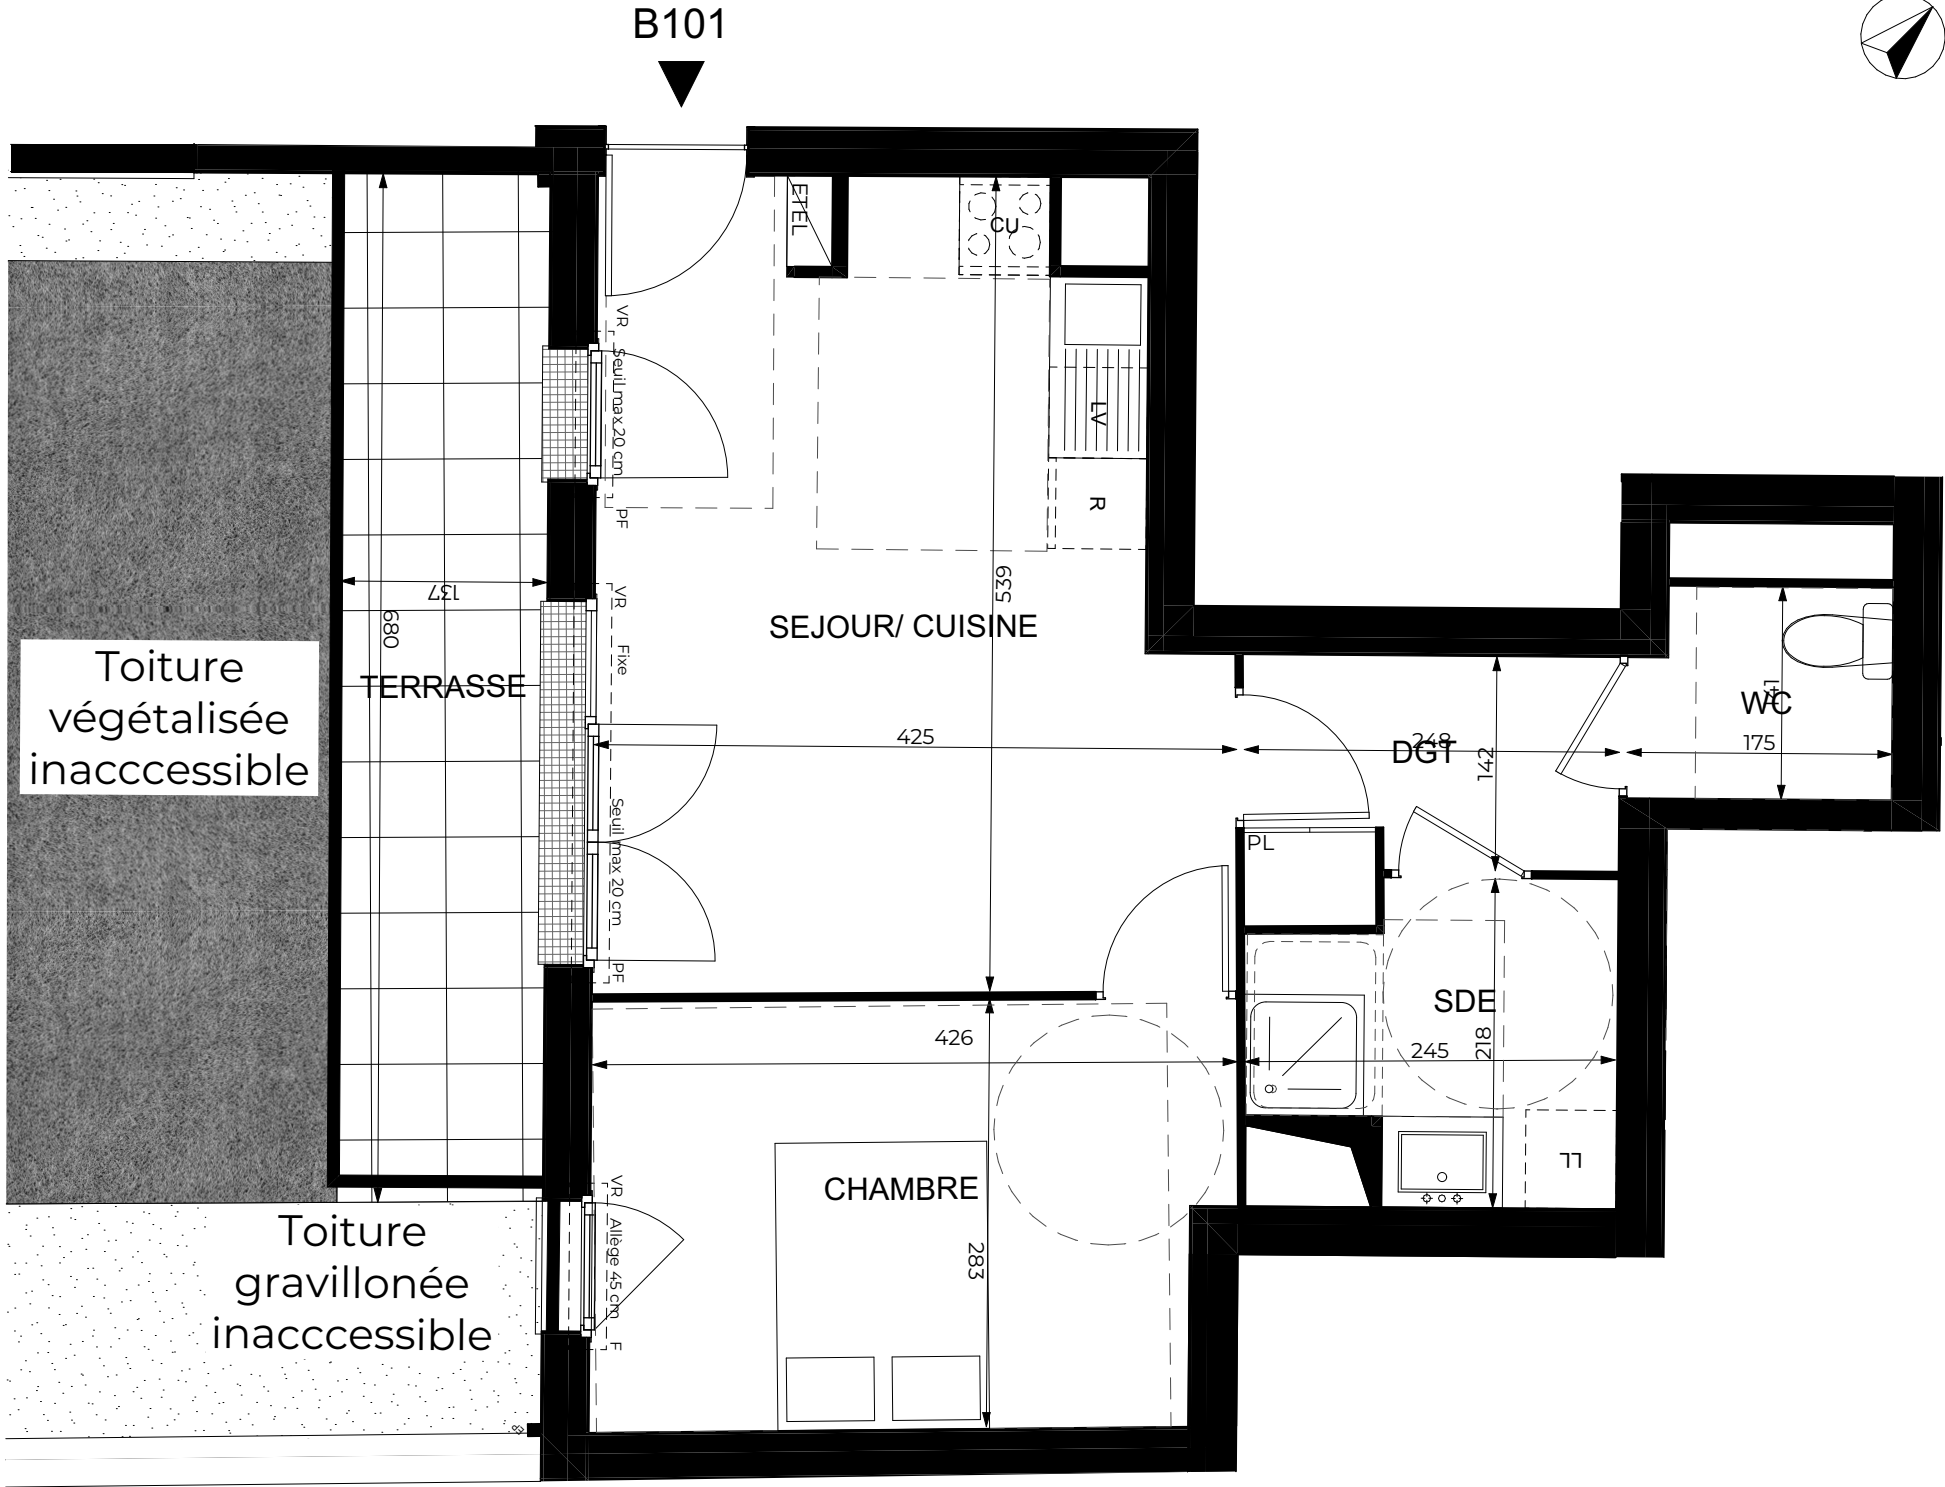 B101
ETEL
CU
VR
Seuil max 20 cm
LV
R
PF
137
680
539
VR
Fixe
SEJOUR/ CUISINE
TERRASSE
Toiture
végétalisée
inacccessible
425
248
DGT
142
141
WC
175
Seuil max 20 cm
PL
PF
SDE
426
245
218
CHAMBRE
LL
VR
Allège 45 cm
F
283
Toiture
gravillonée
inacccessible
EP